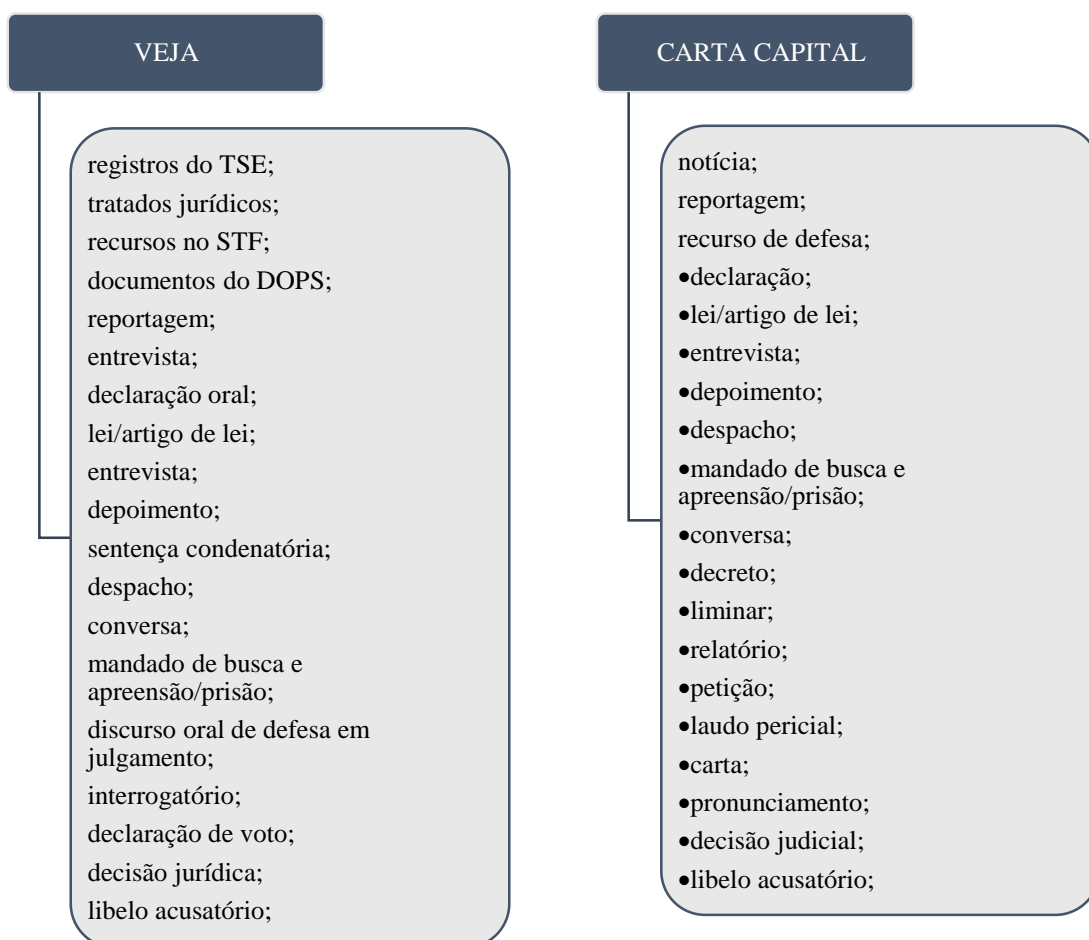 VEJA
registros do TSE;
tratados jurídicos;
recursos no STF;
documentos do DOPS;
reportagem;
entrevista;
declaração oral;
lei/artigo de lei;
entrevista;
depoimento;
sentença condenatória;
despacho;
conversa;
mandado de busca e
apreensão/prisão;
discurso oral de defesa em
julgamento;
interrogatório;
declaração de voto;
decisão jurídica;
libelo acusatório;
CARTA CAPITAL
notícia;
reportagem;
recurso de defesa;
•declaração;
•lei/artigo de lei;
•entrevista;
•depoimento;
•despacho;
•mandado de busca e
apreensão/prisão;
•conversa;
•decreto;
•liminar;
•relatório;
•petição;
•laudo pericial;
•carta;
•pronunciamento;
•decisão judicial;
•libelo acusatório;